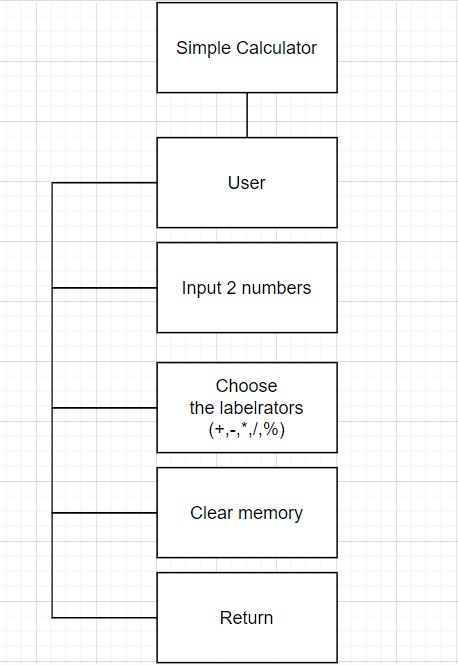 Simple Calculator
User
Input 2 numbers
Choose
the labelrators
(+,-,*,/,%)
Clear memory
Return